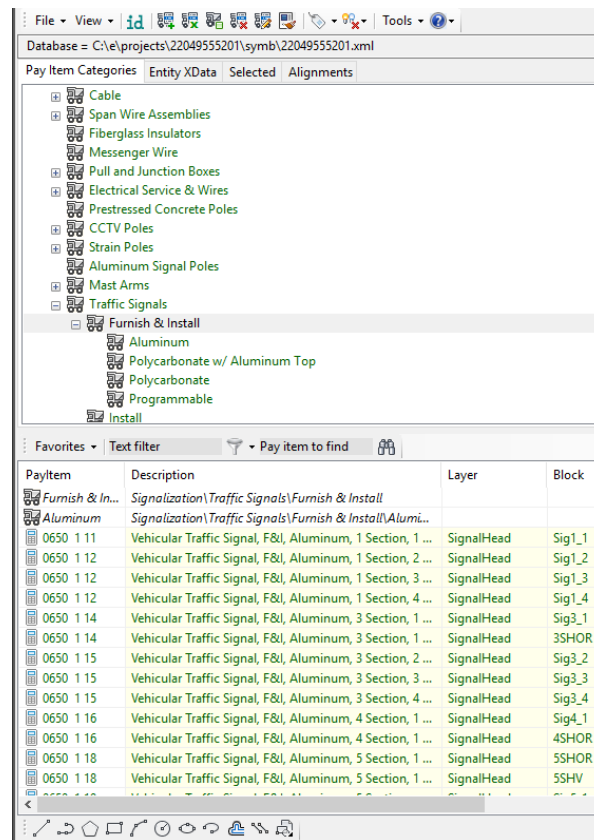 File View id Tools
Database = C:\e\projects\22049555201\symb\22049555201.xml
Pay Item Categories Entity XData Selected Alignments
Cable
Span Wire Assemblies
Fiberglass Insulators
Messenger Wire
Pull and Junction Boxes
Electrical Service & Wires
Prestressed Concrete Poles
CCTV Poles
Strain Poles
Aluminum Signal Poles
Mast Arms
Traffic Signals
Furnish & Install
Aluminum
Polycarbonate w/ Aluminum Top
Polycarbonate
Programmable
Install
Favorites Text filter Pay item to find
PayItem Description Layer Block
Furnish & In... Signalization\Traffic Signals\Furnish & Install
Aluminum Signalization\Traffic Signals\Furnish & Install\Alumi...
0650 1 11 Vehicular Traffic Signal, F&I, Aluminum, 1 Section, 1 ... SignalHead Sig1_1
0650 1 12 Vehicular Traffic Signal, F&I, Aluminum, 1 Section, 2 ... SignalHead Sig1_2
0650 1 12 Vehicular Traffic Signal, F&I, Aluminum, 1 Section, 3 ... SignalHead Sig1_3
0650 1 12 Vehicular Traffic Signal, F&I, Aluminum, 1 Section, 4 ... SignalHead Sig1_4
0650 1 14 Vehicular Traffic Signal, F&I, Aluminum, 3 Section, 1 ... SignalHead Sig3_1
0650 1 14 Vehicular Traffic Signal, F&I, Aluminum, 3 Section, 1 ... SignalHead 3SHOR
0650 1 15 Vehicular Traffic Signal, F&I, Aluminum, 3 Section, 2 ... SignalHead Sig3_2
0650 1 15 Vehicular Traffic Signal, F&I, Aluminum, 3 Section, 3 ... SignalHead Sig3_3
0650 1 15 Vehicular Traffic Signal, F&I, Aluminum, 3 Section, 4 ... SignalHead Sig3_4
0650 1 16 Vehicular Traffic Signal, F&I, Aluminum, 4 Section, 1 ... SignalHead Sig4_1
0650 1 16 Vehicular Traffic Signal, F&I, Aluminum, 4 Section, 1 ... SignalHead 4SHOR
0650 1 18 Vehicular Traffic Signal, F&I, Aluminum, 5 Section, 1 ... SignalHead 5SHOR
0650 1 18 Vehicular Traffic Signal, F&I, Aluminum, 5 Section, 1 ... SignalHead 5SHV